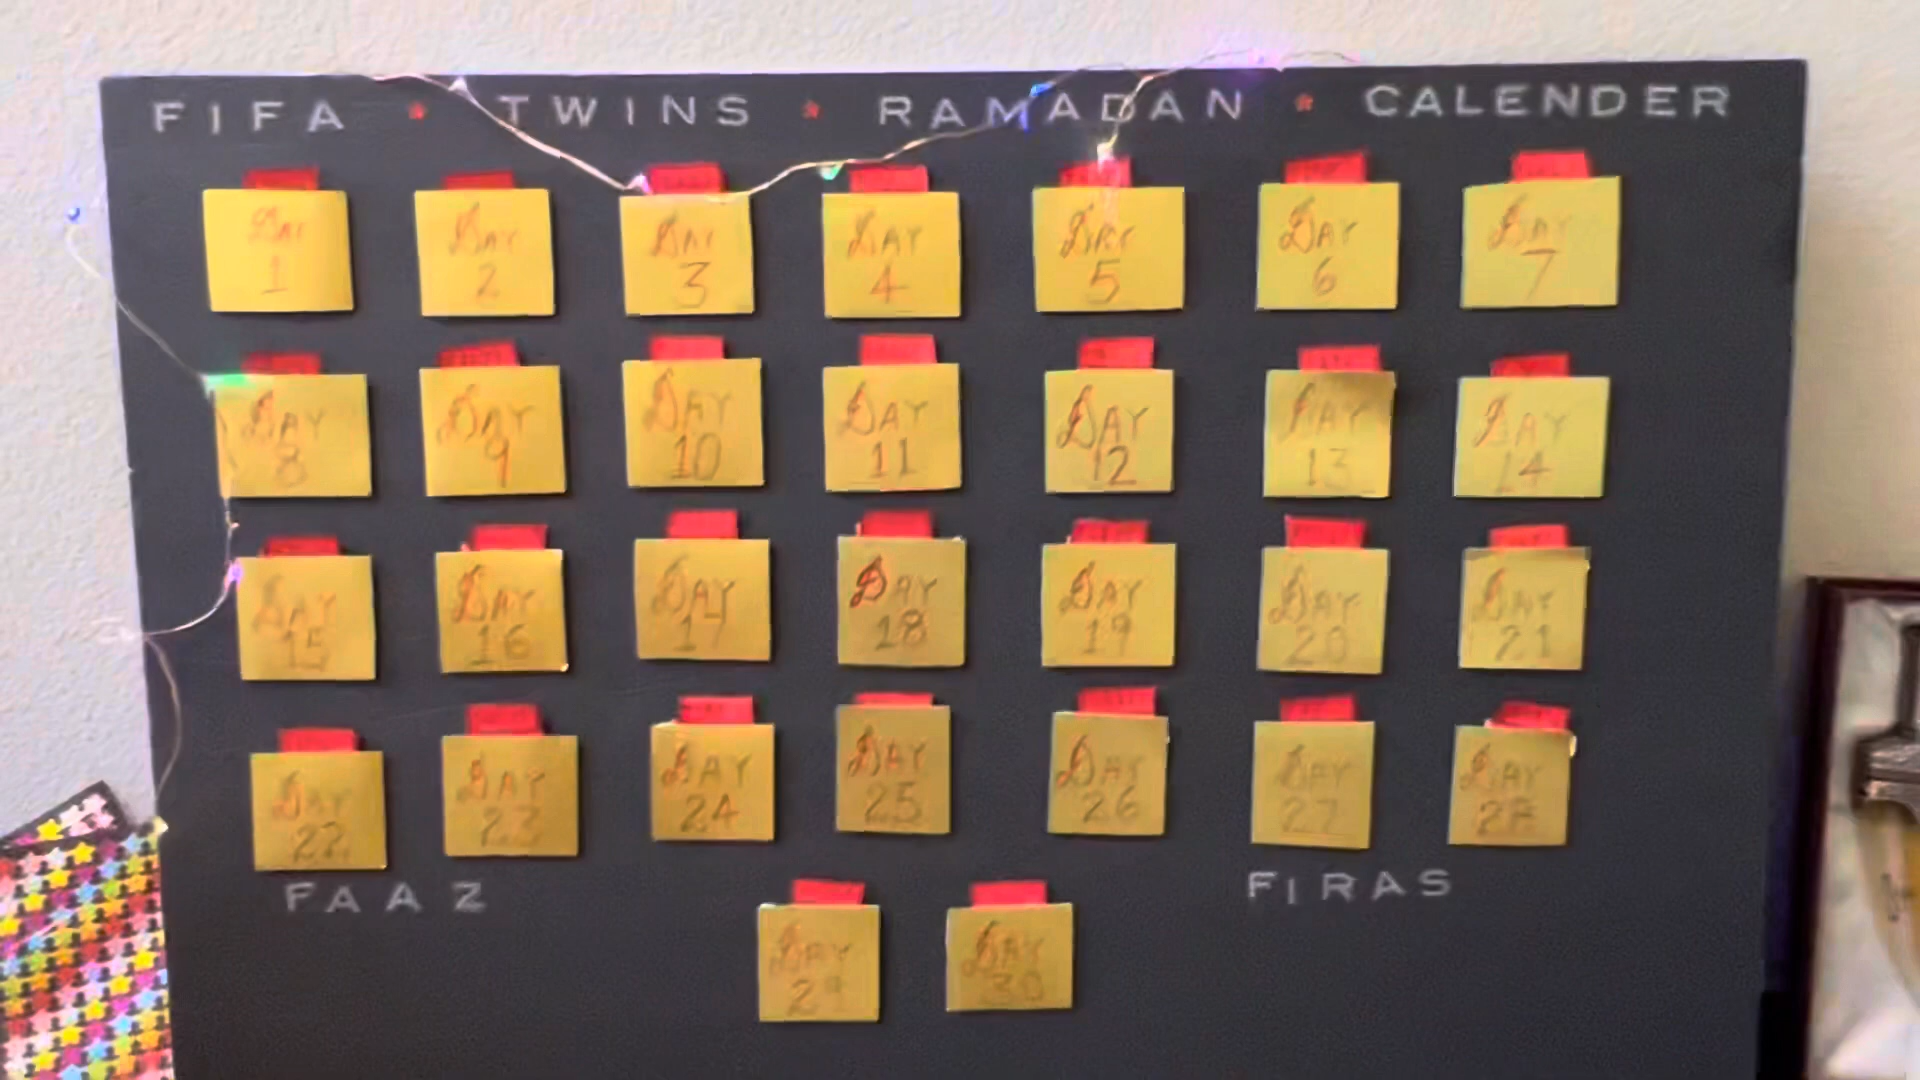 FIFA * TWINS * RAMADAN * CALENDER
DAY 1 DAY 2 DAY 3 DAY 4 DAY 5 DAY 6 DAY 7
DAY 8 DAY 9 DAY 10 DAY 11 DAY 12 DAY 13 DAY 14
DAY 15 DAY 16 DAY 17 DAY 18 DAY 19 DAY 20 DAY 21
DAY 22 DAY 23 DAY 24 DAY 25 DAY 26 DAY 27 DAY 28
FAAZ FIRAS
DAY 29 DAY 30